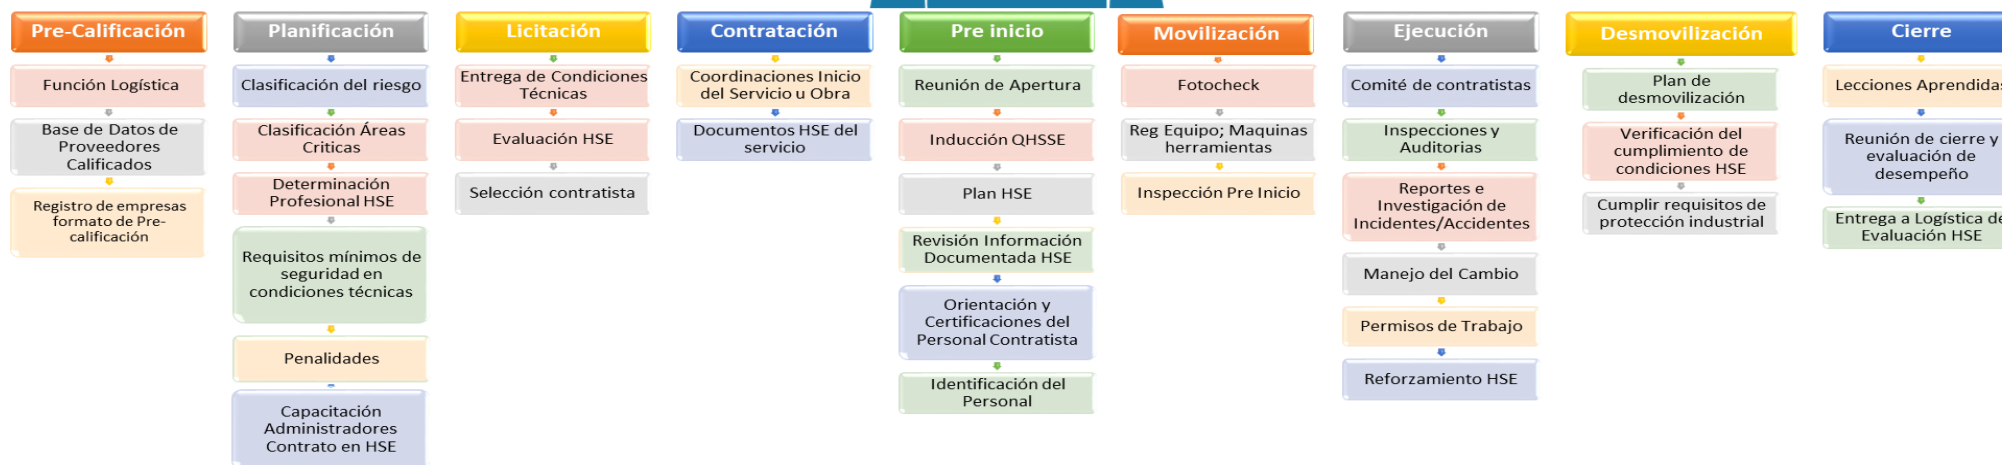 Pre-Calificación
Función Logística
Base de Datos de
Proveedores
Calificados
Registro de empresas
formato de Pre-
calificación
Planificación
Clasificación del riesgo
Clasificación Áreas
Criticas
Determinación
Profesional HSE
Requisitos mínimos de
seguridad en
condiciones técnicas
Penalidades
Capacitación
Administradores
Contrato en HSE
Licitación
Entrega de Condiciones
Técnicas
Evaluación HSE
Selección contratista
Contratación
Coordinaciones Inicio
del Servicio u Obra
Documentos HSE del
servicio
Pre inicio
Reunión de Apertura
Inducción QHSSE
Plan HSE
Revisión Información
Documentada HSE
Orientación y
Certificaciones del
Personal Contratista
Identificación del
Personal
Movilización
Fotocheck
Reg Equipo; Maquinas
herramientas
Inspección Pre Inicio
Ejecución
Comité de contratistas
Inspecciones y
Auditorias
Reportes e
Investigación de
Incidentes/Accidentes
Manejo del Cambio
Permisos de Trabajo
Reforzamiento HSE
Desmovilización
Plan de
desmovilización
Verificación del
cumplimiento de
condiciones HSE
Cumplir requisitos de
protección industrial
Cierre
Lecciones Aprendidas
Reunión de cierre y
evaluación de
desempeño
Entrega a Logística de
Evaluación HSE